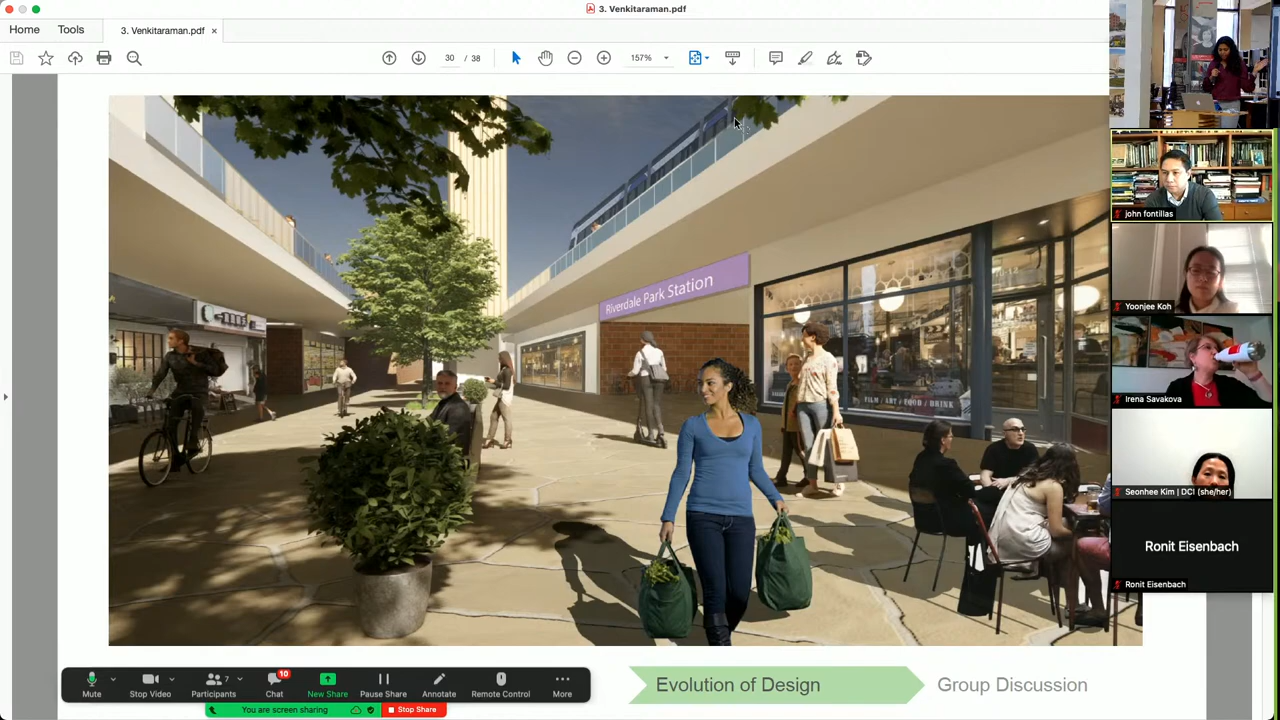 3. Venkitaraman.pdf
Home
Tools
3. Venkitaraman.pdf
30 / 38
157%
Riverdale Park Station
FILM / ART / FOOD / DRINK
john fontillas
Yoonjee Koh
Irena Savakova
Seonhee Kim | DCI (she/her)
Ronit Eisenbach
Ronit Eisenbach
Mute
Stop Video
7
Participants
10
Chat
New Share
Pause Share
Annotate
Remote Control
More
You are screen sharing
Stop Share
Evolution of Design
Group Discussion